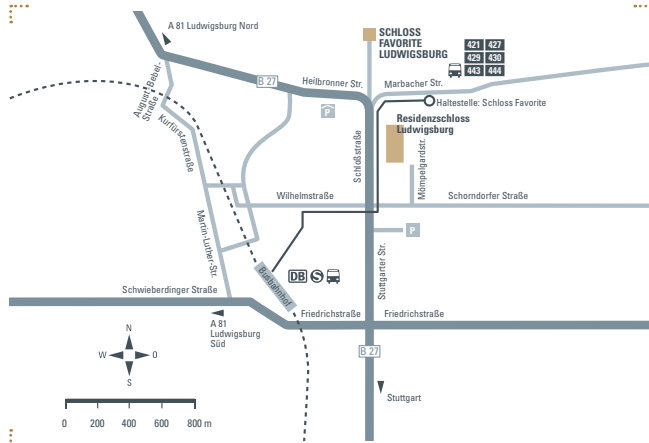 A 81 Ludwigsburg Nord
SCHLOSS
FAVORITE
LUDWIGSBURG
421 427
429 430
443 444
B 27
Heilbronner Str.
Marbacher Str.
Haltestelle: Schloss Favorite
August-Bebel-
Straße
P
Residenzschloss
Ludwigsburg
Kurfürstenstraße
Schloßstraße
Mömpelgardstr.
Wilhelmstraße
Schorndorfer Straße
Martin-Luther-Str.
P
Stuttgarter Str.
Busbahnhof
DB S
Schwieberdinger Straße
Friedrichstraße
Friedrichstraße
A 81
Ludwigsburg
Süd
N
W O
S
B 27
Stuttgart
0 200 400 600 800 m